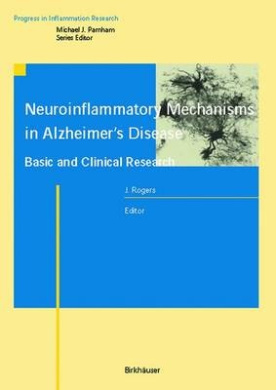 Progress in Inflammation Research
Michael J. Parnham
Series Editor
Neuroinflammatory Mechanisms
in Alzheimer's Disease
Basic and Clinical Research
J. Rogers
Editor
Birkhäuser